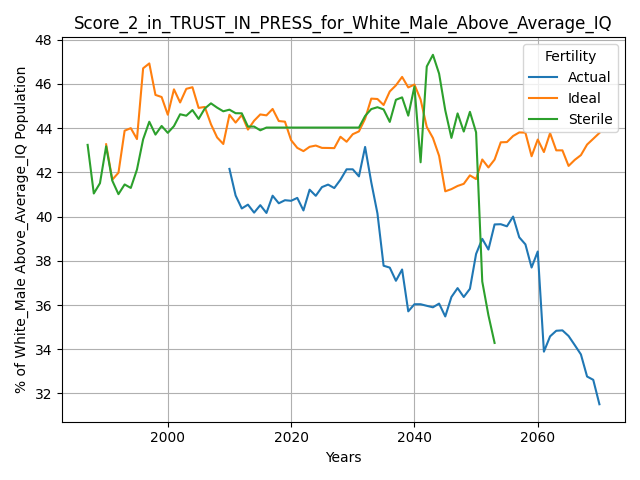 Score_2_in_TRUST_IN_PRESS_for_White_Male_Above_Average_IQ
48
46
44
42
40
38
36
34
32
% of White_Male Above_Average_IQ Population
Fertility
Actual
Ideal
Sterile
2000
2020
2040
2060
Years